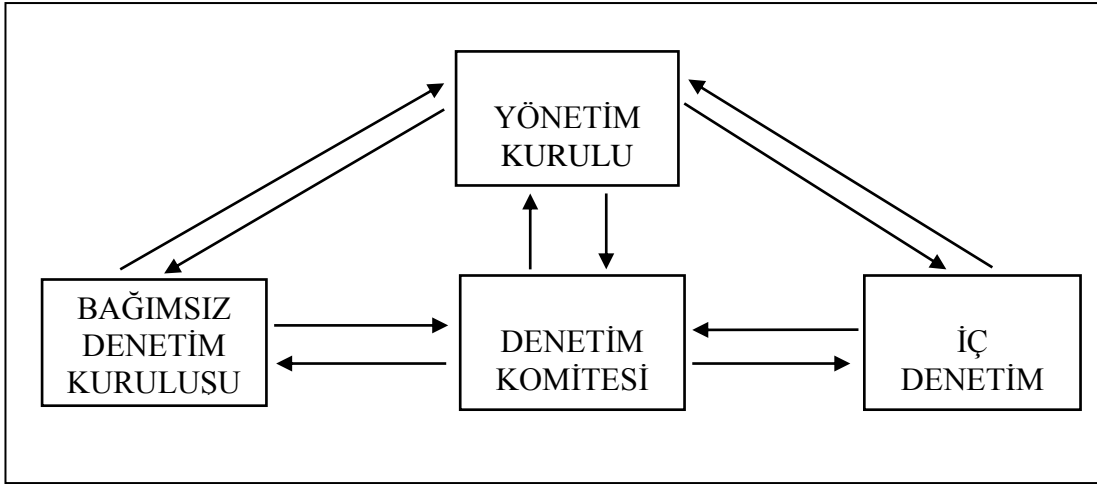 YÖNETİM
KURULU
BAĞIMSIZ
DENETİM
KURULUŞU
DENETİM
KOMİTESİ
İÇ
DENETİM